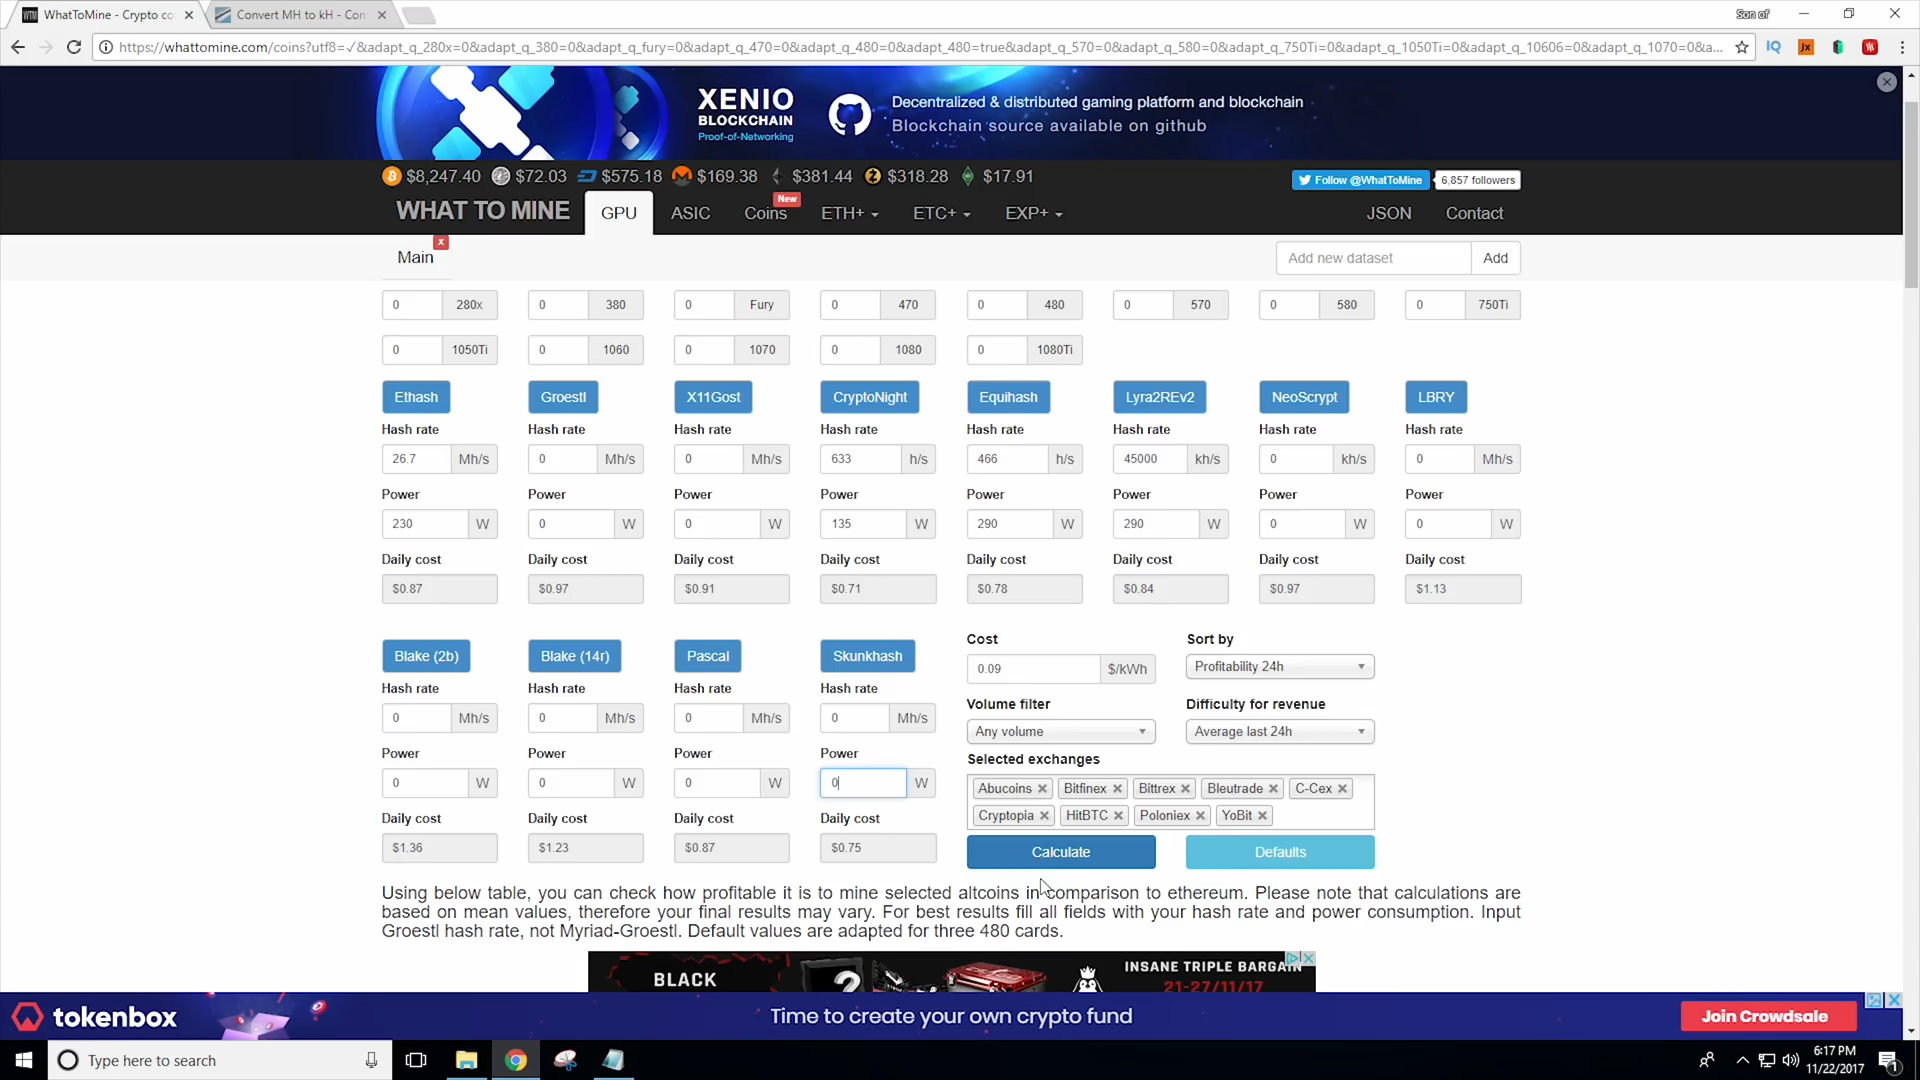 WhatToMine - Crypto co
Convert MH to kH - Con
Son of
https://whattomine.com/coins?utf8=✓&adapt_q_280x=0&adapt_q_380=0&adapt_q_fury=0&adapt_q_470=0&adapt_q_480=0&adapt_480=true&adapt_q_570=0&adapt_q_580=0&adapt_q_750Ti=0&adapt_q_1050Ti=0&adapt_q_10606=0&adapt_q_1070=0&a...
IQ Jx
XENIO
BLOCKCHAIN
Proof-of-Networking
Decentralized & distributed gaming platform and blockchain
Blockchain source available on github
$8,247.40 $72.03 $575.18 $169.38 $381.44 $318.28 $17.91
Follow @WhatToMine 6,857 followers
WHAT TO MINE GPU ASIC Coins New ETH+ ETC+ EXP+ JSON Contact
Main x Add new dataset Add
0 280x 0 380 0 Fury 0 470 0 480 0 570 0 580 0 750Ti
0 1050Ti 0 1060 0 1070 0 1080 0 1080Ti
Ethash Groestl X11Gost CryptoNight Equihash Lyra2REv2 NeoScrypt LBRY
Hash rate Hash rate Hash rate Hash rate Hash rate Hash rate Hash rate Hash rate
26.7 Mh/s 0 Mh/s 0 Mh/s 633 h/s 466 h/s 45000 kh/s 0 kh/s 0 Mh/s
Power Power Power Power Power Power Power Power
230 W 0 W 0 W 135 W 290 W 290 W 0 W 0 W
Daily cost Daily cost Daily cost Daily cost Daily cost Daily cost Daily cost Daily cost
$0.87 $0.97 $0.91 $0.71 $0.78 $0.84 $0.97 $1.13
Blake (2b) Blake (14r) Pascal Skunkhash
Hash rate Hash rate Hash rate Hash rate
0 Mh/s 0 Mh/s 0 Mh/s 0 Mh/s
Power Power Power Power
0 W 0 W 0 W 0 W
Daily cost Daily cost Daily cost Daily cost
$1.36 $1.23 $0.87 $0.75
Cost Sort by
0.09 $/kWh Profitability 24h
Volume filter Difficulty for revenue
Any volume Average last 24h
Selected exchanges
Abucoins Bitfinex Bittrex Bleutrade C-Cex
Cryptopia HitBTC Poloniex YoBit
Calculate Defaults
Using below table, you can check how profitable it is to mine selected altcoins in comparison to ethereum. Please note that calculations are
based on mean values, therefore your final results may vary. For best results fill all fields with your hash rate and power consumption. Input
Groestl hash rate, not Myriad-Groestl. Default values are adapted for three 480 cards.
BLACK
?
INSANE TRIPLE BARGAIN
21-27/11/17
tokenbox Time to create your own crypto fund Join Crowdsale
Type here to search
6:17 PM
11/22/2017
1